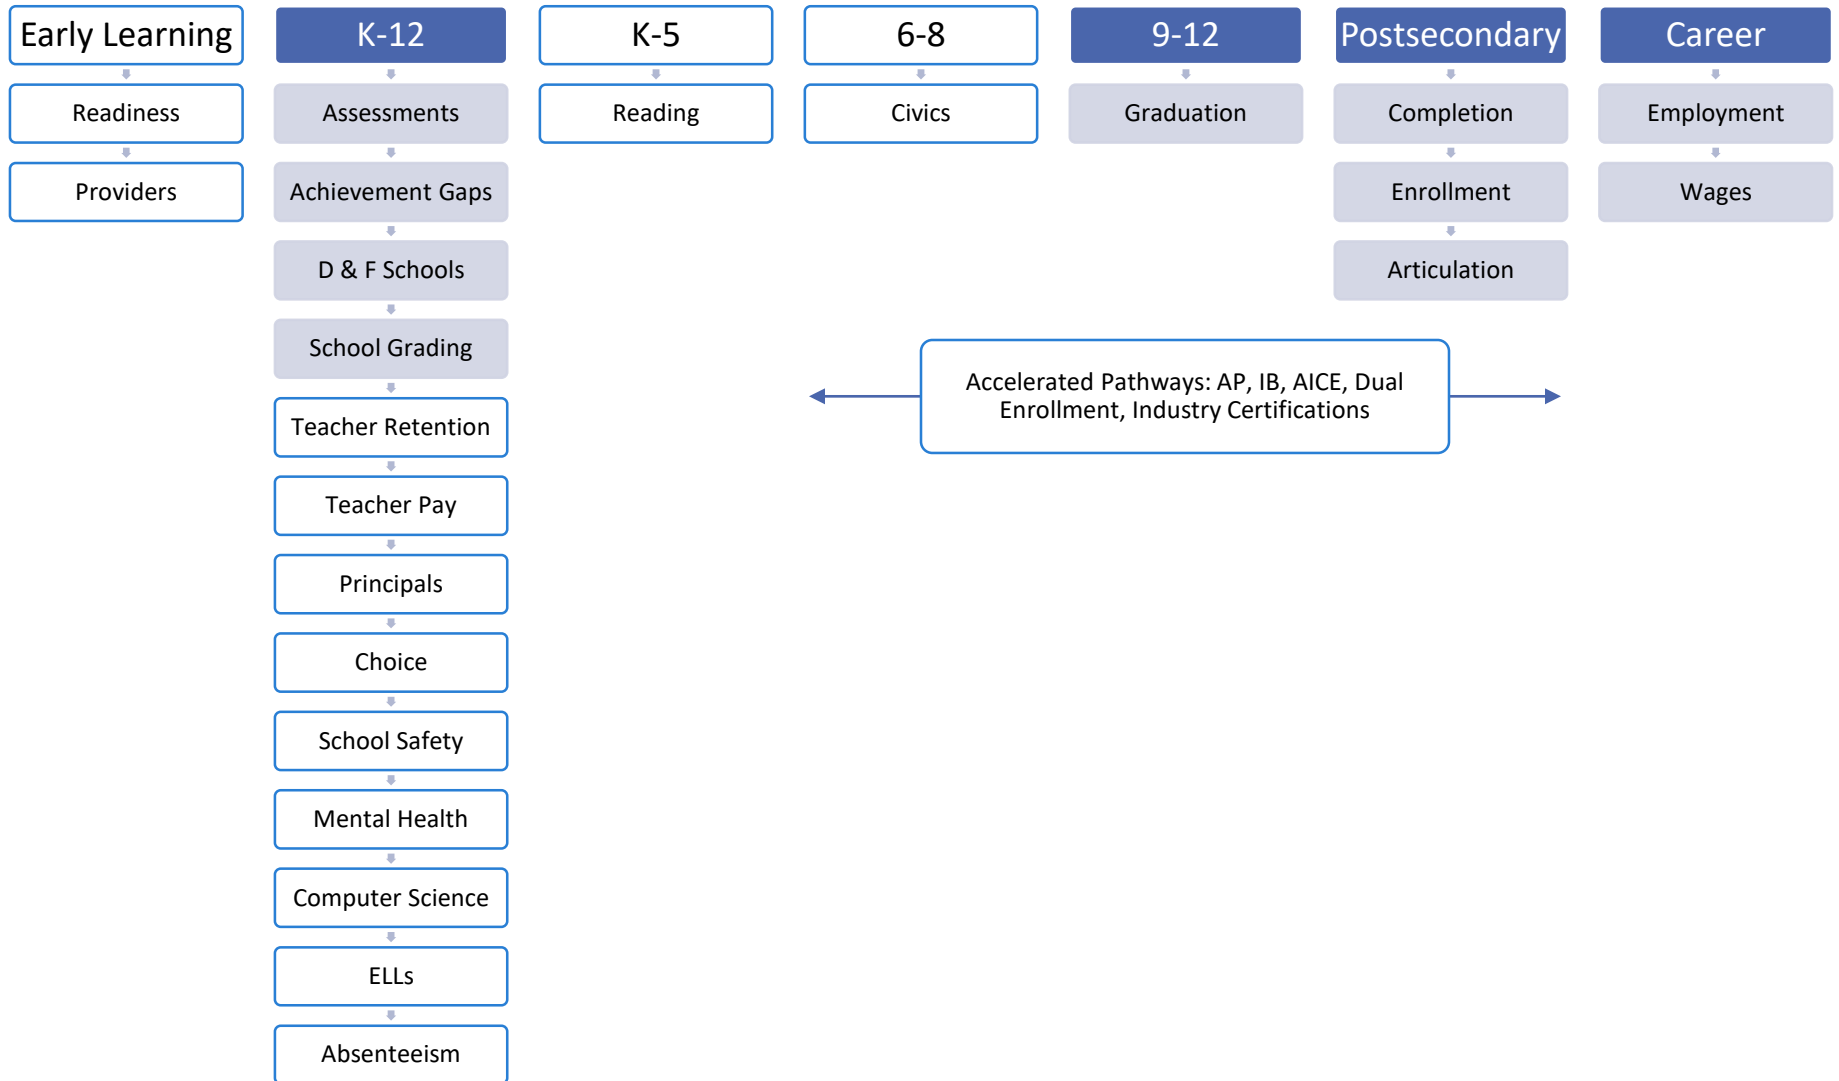 Early Learning
Readiness
Providers
K-12
Assessments
Achievement Gaps
D & F Schools
School Grading
Teacher Retention
Teacher Pay
Principals
Choice
School Safety
Mental Health
Computer Science
ELLs
Absenteeism
K-5
Reading
6-8
Civics
9-12
Graduation
Postsecondary
Completion
Enrollment
Articulation
Career
Employment
Wages
Accelerated Pathways: AP, IB, AICE, Dual
Enrollment, Industry Certifications